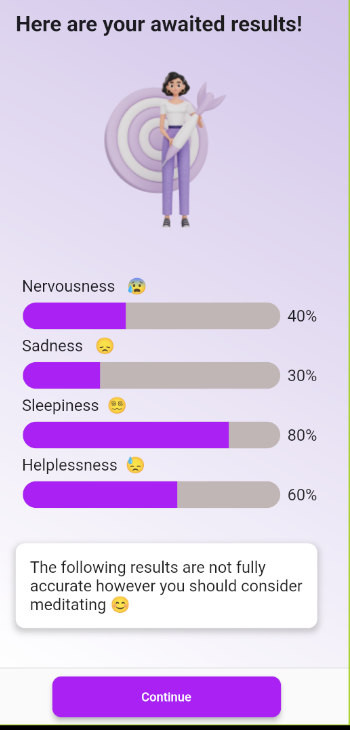 Here are your awaited results!
Nervousness 😰
40%
Sadness 😞
30%
Sleepiness 😵‍💫
80%
Helplessness 😓
60%
The following results are not fully
accurate however you should consider
meditating 😊
Continue